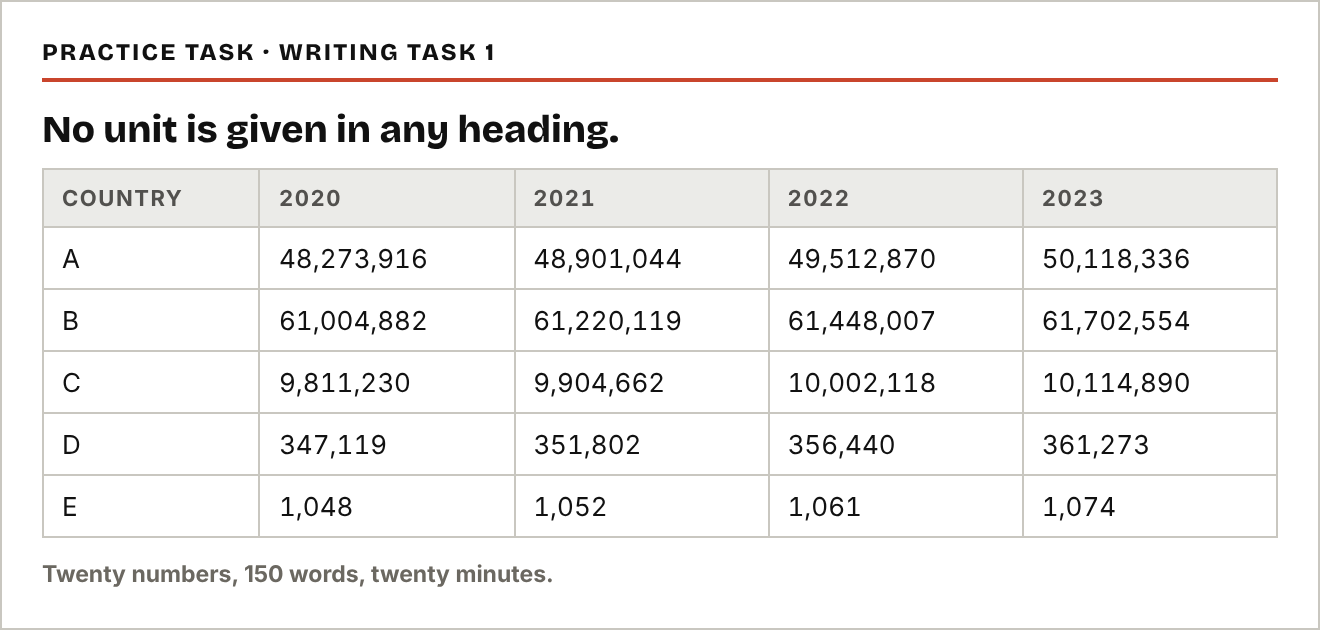 PRACTICE TASK · WRITING TASK 1
No unit is given in any heading.
COUNTRY 2020 2021 2022 2023
A 48,273,916 48,901,044 49,512,870 50,118,336
B 61,004,882 61,220,119 61,448,007 61,702,554
C 9,811,230 9,904,662 10,002,118 10,114,890
D 347,119 351,802 356,440 361,273
E 1,048 1,052 1,061 1,074
Twenty numbers, 150 words, twenty minutes.